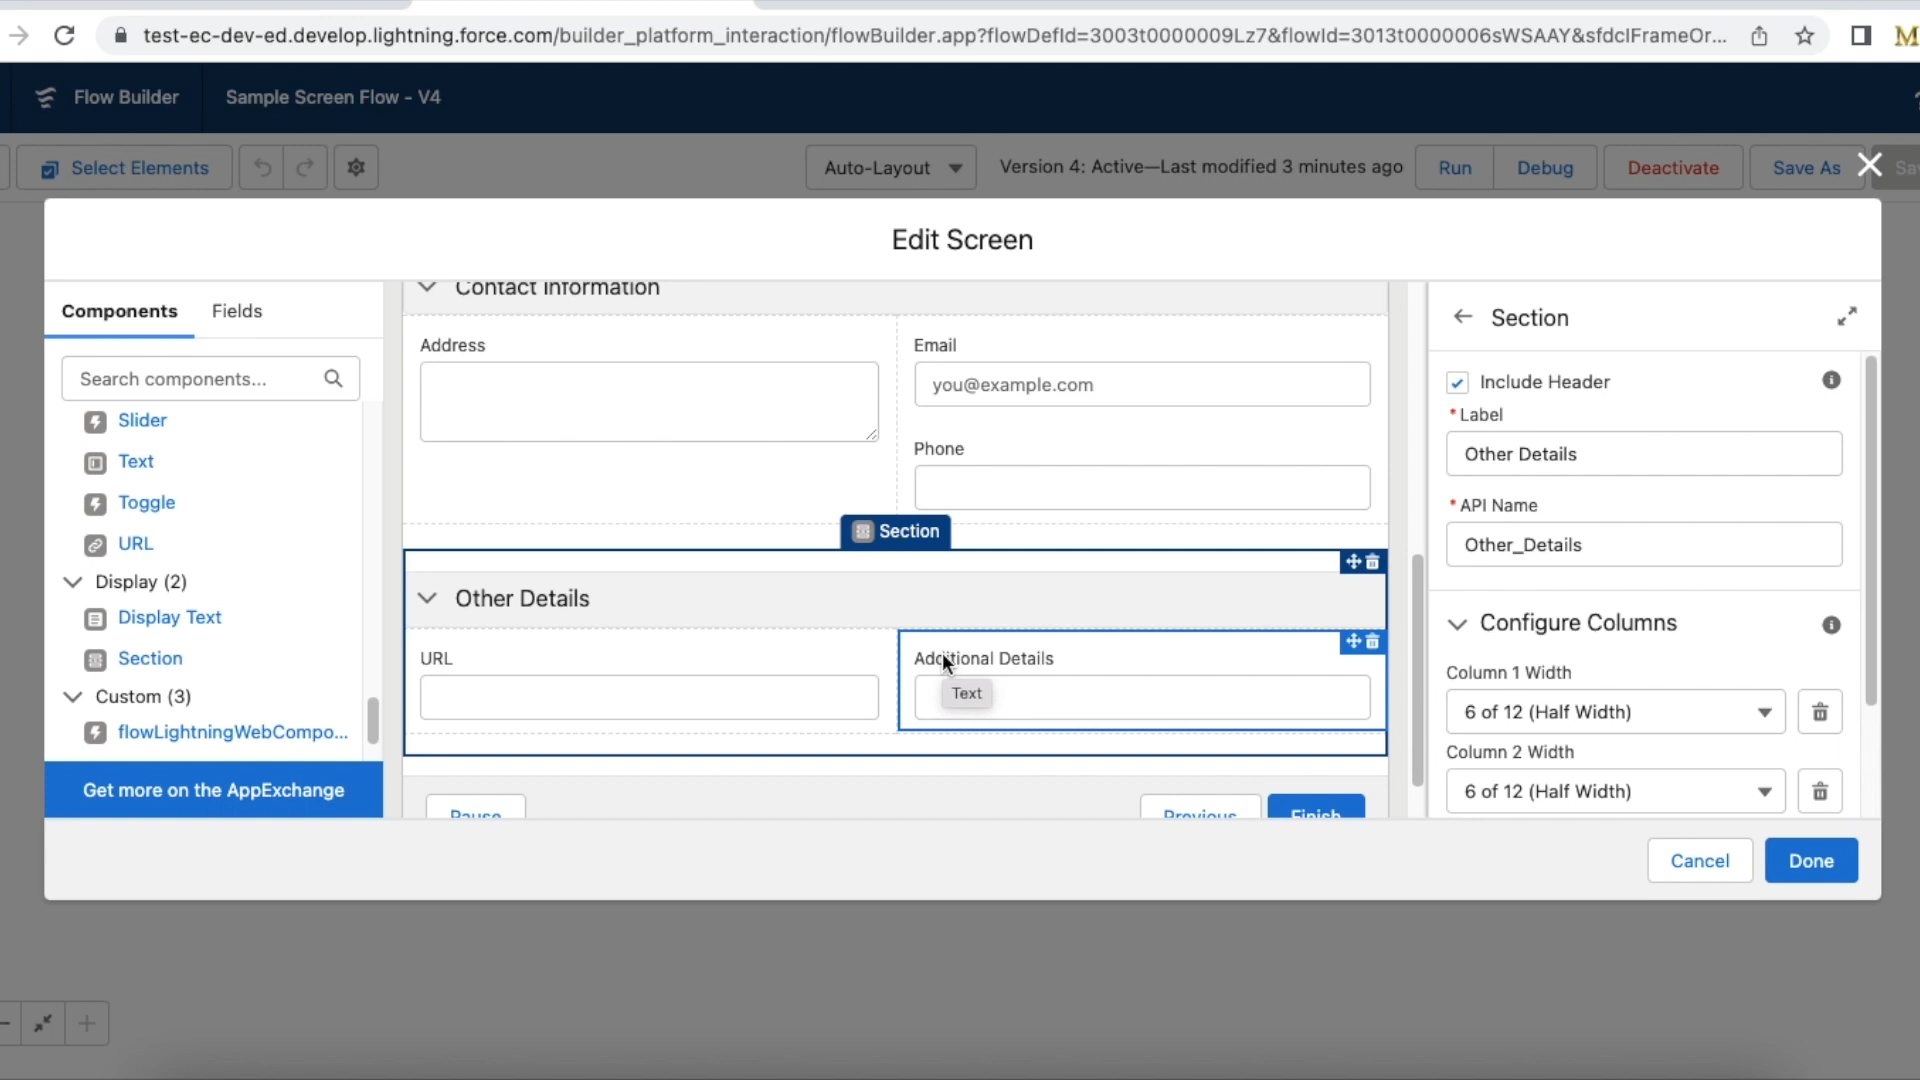 test-ec-dev-ed.develop.lightning.force.com/builder_platform_interaction/flowBuilder.app?flowDefId=3003t0000009Lz7&flowId=3013t0000006sWSAAY&sfdcIFrameOr...
M
Flow Builder
Sample Screen Flow - V4
Select Elements
Auto-Layout
Version 4: Active—Last modified 3 minutes ago
Run
Debug
Deactivate
Save As
Edit Screen
Components
Fields
Search components...
Slider
Text
Toggle
URL
Display (2)
Display Text
Section
Custom (3)
flowLightningWebCompo...
Get more on the AppExchange
Contact Information
Address
Email
you@example.com
Phone
Section
Other Details
URL
Additional Details
Text
Pause
Previous
Finish
Section
Include Header
* Label
Other Details
* API Name
Other_Details
Configure Columns
Column 1 Width
6 of 12 (Half Width)
Column 2 Width
6 of 12 (Half Width)
Cancel
Done